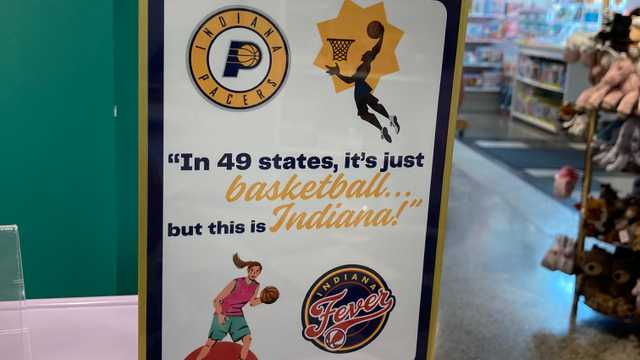 INDIANA
P
PACERS
“In 49 states, it’s just
basketball...
but this is Indiana!”
INDIANA
Fever